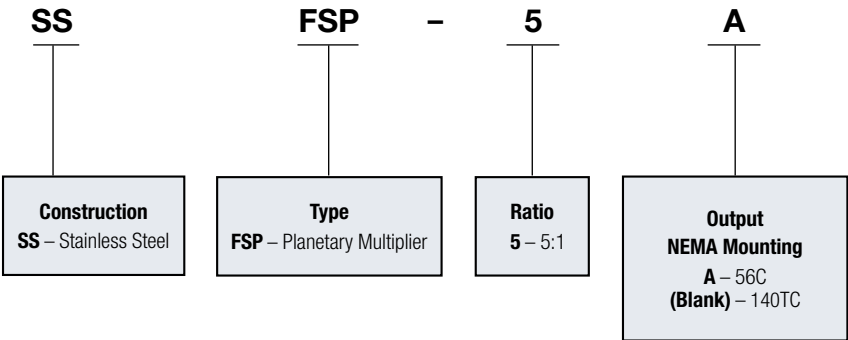 SS FSP – 5 A
Construction
SS – Stainless Steel
Type
FSP – Planetary Multiplier
Ratio
5 – 5:1
Output
NEMA Mounting
A – 56C
(Blank) – 140TC